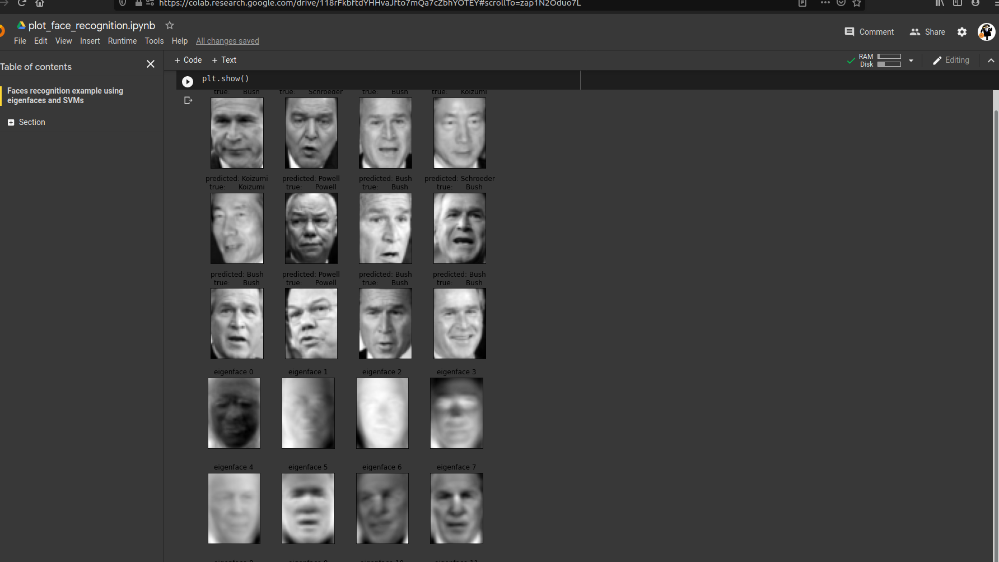 https://colab.research.google.com/drive/118rFkbftdYHHvaJfto7mQa7cZbhYOTEY#scrollTo=zap1N2Oduo7L
plot_face_recognition.ipynb
File Edit View Insert Runtime Tools Help All changes saved
Comment Share
Table of contents
+ Code + Text
RAM
Disk
Editing
Faces recognition example using
eigenfaces and SVMs
Section
plt.show()
true: Bush true: Schroeder true: Bush true: Koizumi
predicted: Koizumi predicted: Powell predicted: Bush predicted: Schroeder
true: Koizumi true: Powell true: Bush true: Bush
predicted: Bush predicted: Powell predicted: Bush predicted: Bush
true: Bush true: Powell true: Bush true: Bush
eigenface 0 eigenface 1 eigenface 2 eigenface 3
eigenface 4 eigenface 5 eigenface 6 eigenface 7